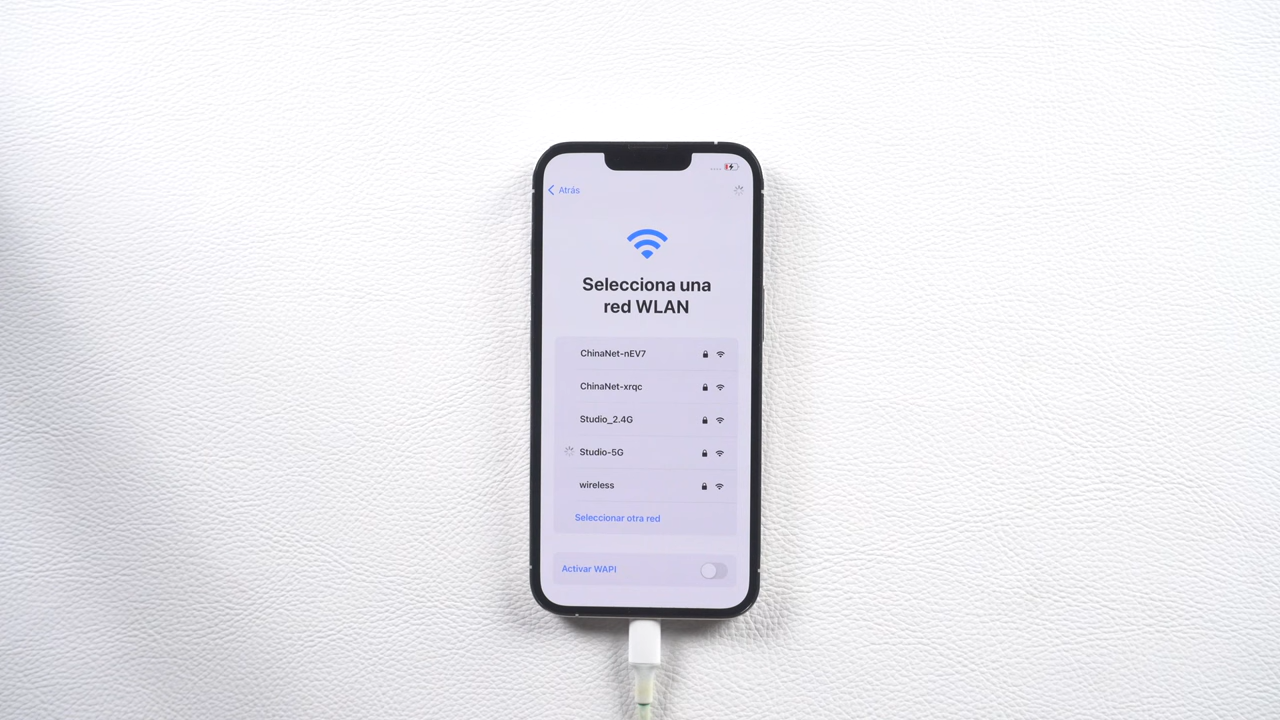 Atrás
Selecciona una
red WLAN
ChinaNet-nEV7
ChinaNet-xrqc
Studio_2.4G
Studio-5G
wireless
Seleccionar otra red
Activar WAPI